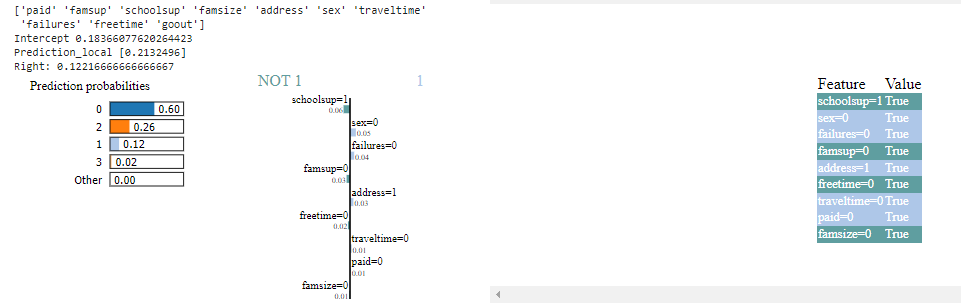 ['paid' 'famsup' 'schoolsup' 'famsize' 'address' 'sex' 'traveltime'
'failures' 'freetime' 'goout']
Intercept 0.18366077620264423
Prediction_local [0.2132496]
Right: 0.12216666666666667
Prediction probabilities
0 0.60
2 0.26
1 0.12
3 0.02
Other 0.00
NOT 1 1
schoolsup=1
0.06
sex=0
0.05
failures=0
0.04
famsup=0
0.03
address=1
0.03
freetime=0
0.02
traveltime=0
0.01
paid=0
0.01
famsize=0
0.01
Feature Value
schoolsup=1 True
sex=0 True
failures=0 True
famsup=0 True
address=1 True
freetime=0 True
traveltime=0 True
paid=0 True
famsize=0 True